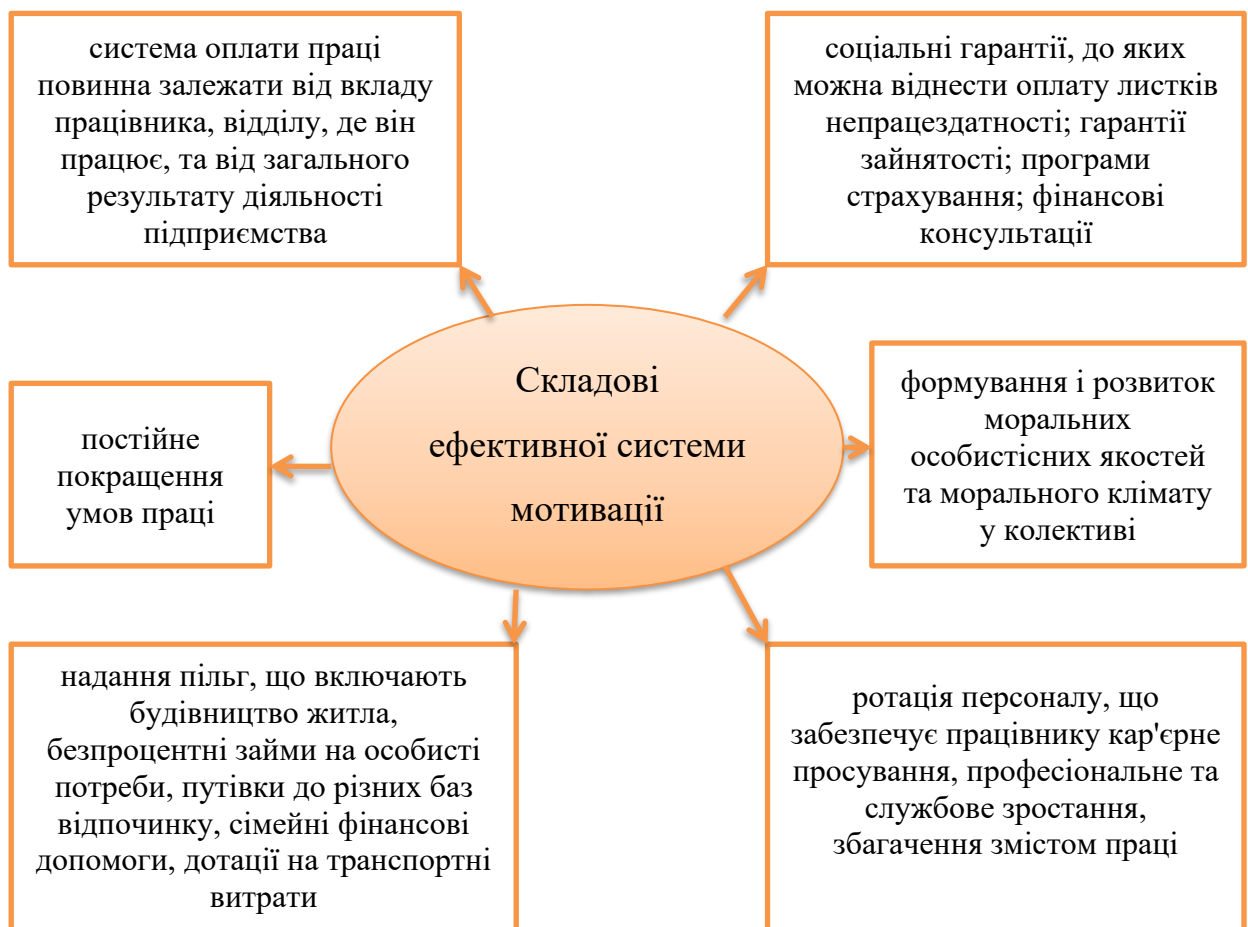 система оплати праці
повинна залежати від вкладу
працівника, відділу, де він
працює, та від загального
результату діяльності
підприємства
соціальні гарантії, до яких
можна віднести оплату листків
непрацездатності; гарантії
зайнятості; програми
страхування; фінансові
консультації
Складові
ефективної системи
мотивації
постійне
покращення
умов праці
формування і розвиток
моральних
особистісних якостей
та морального клімату
у колективі
надання пільг, що включають
будівництво житла,
безпроцентні займи на особисті
потреби, путівки до різних баз
відпочинку, сімейні фінансові
допомоги, дотації на транспортні
витрати
ротація персоналу, що
забезпечує працівнику кар'єрне
просування, професіональне та
службове зростання,
збагачення змістом праці